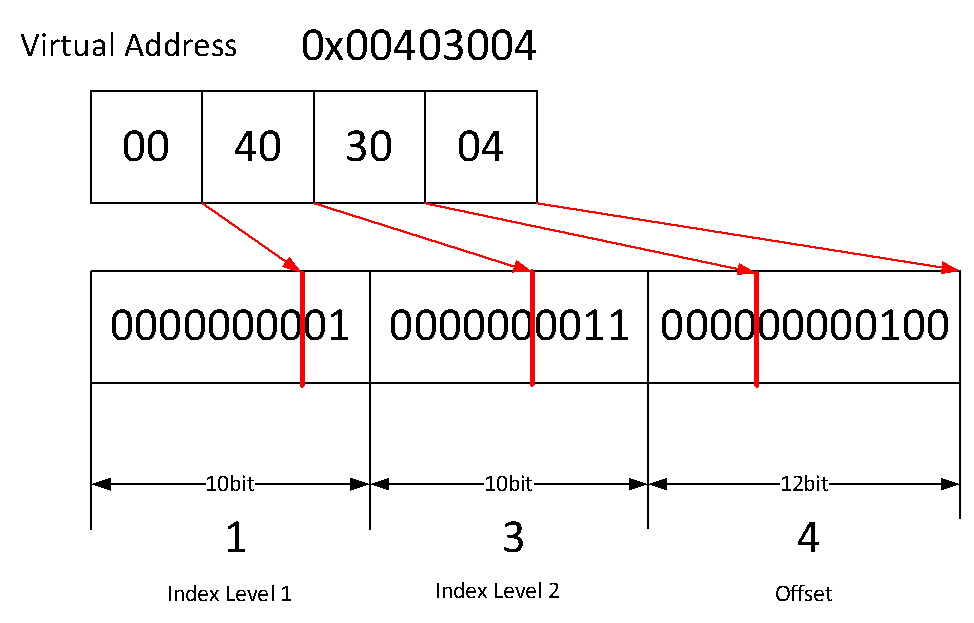 Virtual Address 0x00403004
00 40 30 04
0000000001 0000000011 000000000100
10bit 10bit 12bit
1 3 4
Index Level 1 Index Level 2 Offset